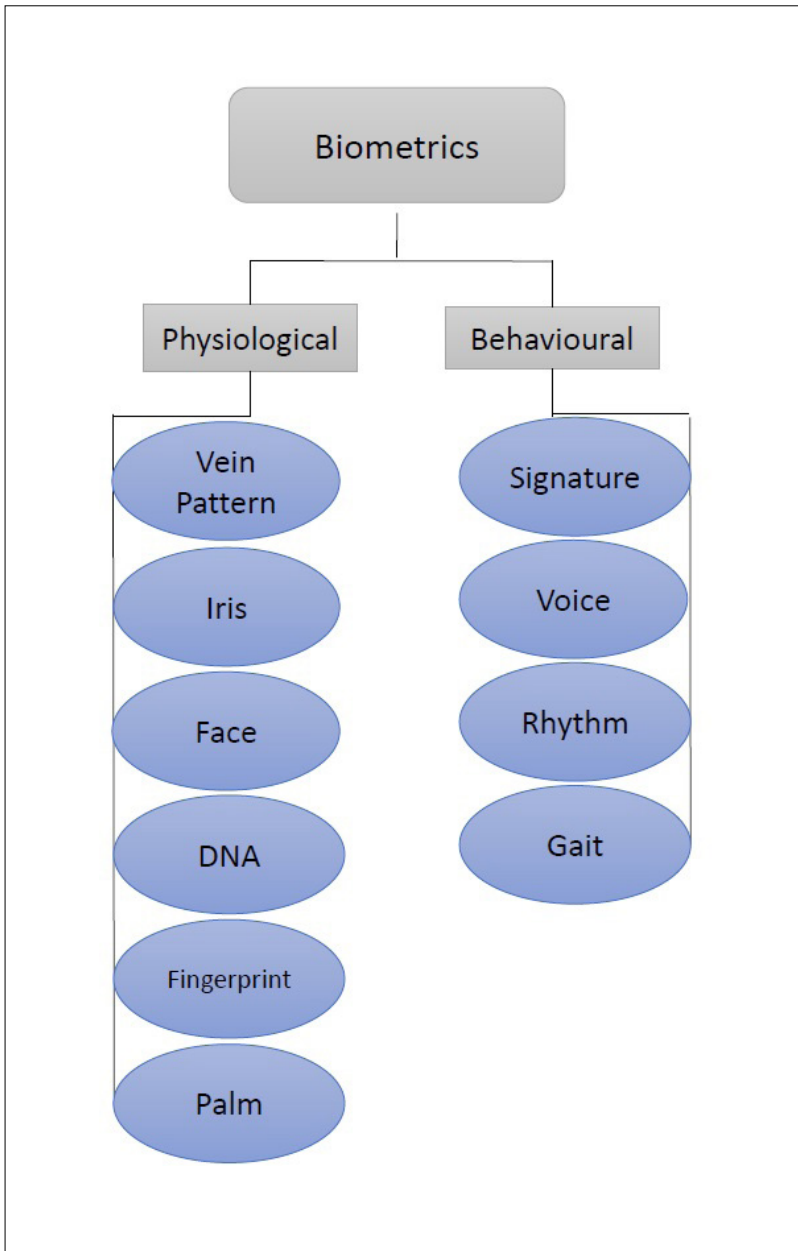 Biometrics
Physiological
Behavioural
Vein
Pattern
Iris
Face
DNA
Fingerprint
Palm
Signature
Voice
Rhythm
Gait